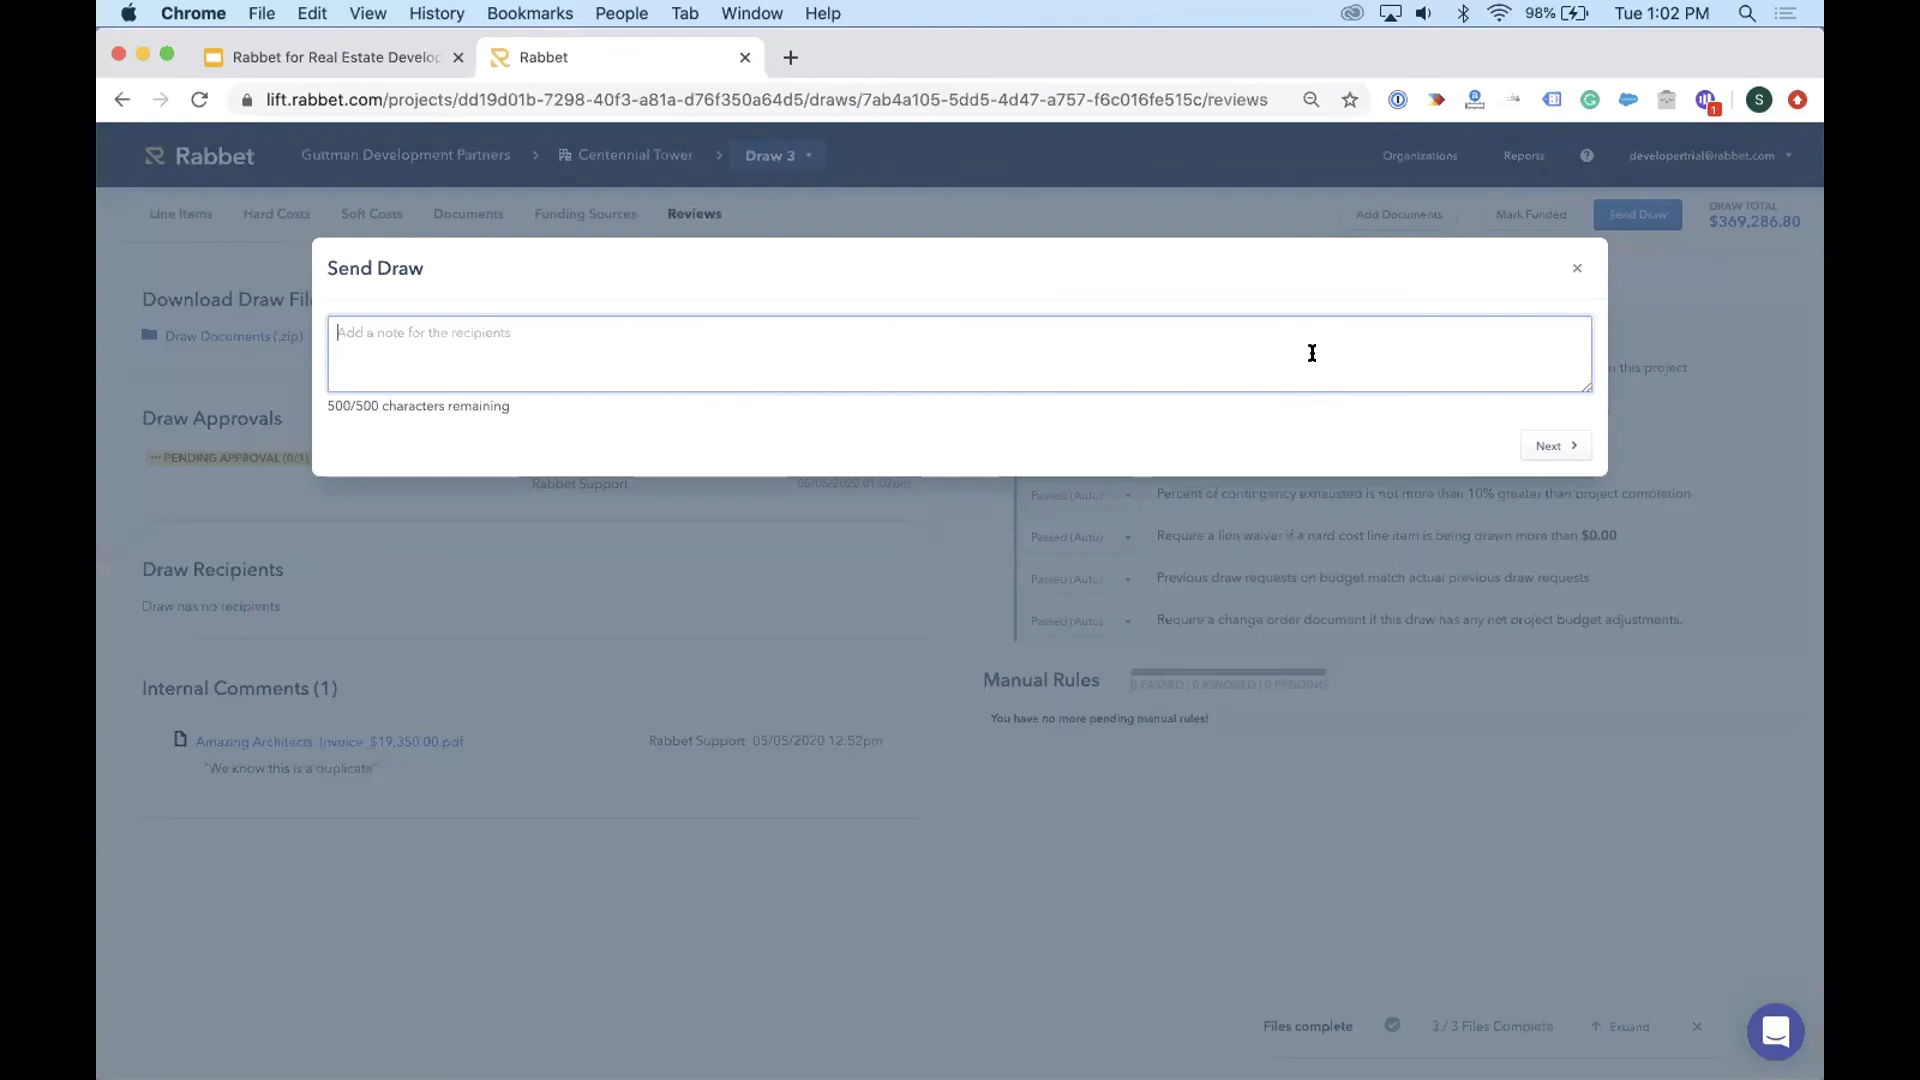 Chrome File Edit View History Bookmarks People Tab Window Help 98% Tue 1:02 PM
Rabbet for Real Estate Develop Rabbet
lift.rabbet.com/projects/dd19d01b-7298-40f3-a81a-d76f350a64d5/draws/7ab4a105-5dd5-4d47-a757-f6c016fe515c/reviews S 1
Rabbet Guttman Development Partners > Centennial Tower > Draw 3 Organizations Reports developertrial@rabbet.com
Line Items Hard Costs Soft Costs Documents Funding Sources Reviews Add Documents Mark Funded Send Draw DRAW TOTAL
$369,286.80
Send Draw
Download Draw Fil
Add a note for the recipients
Draw Documents (.zip)
n this project
500/500 characters remaining
Draw Approvals
Next
PENDING APPROVAL (0/1)
Rabbet Support 05/05/2020 01:02pm
Passed (Auto) Percent of contingency exhausted is not more than 10% greater than project completion
Passed (Auto) Require a lien waiver if a hard cost line item is being drawn more than $0.00
Draw Recipients
Passed (Auto) Previous draw requests on budget match actual previous draw requests
Draw has no recipients
Passed (Auto) Require a change order document if this draw has any net project budget adjustments.
Internal Comments (1)
Manual Rules 0 PASSED | 0 IGNORED | 0 PENDING
You have no more pending manual rules!
Amazing Architects_Invoice_$19,350.00.pdf Rabbet Support 05/05/2020 12:52pm
"We know this is a duplicate"
Files complete 3 / 3 Files Complete Expand